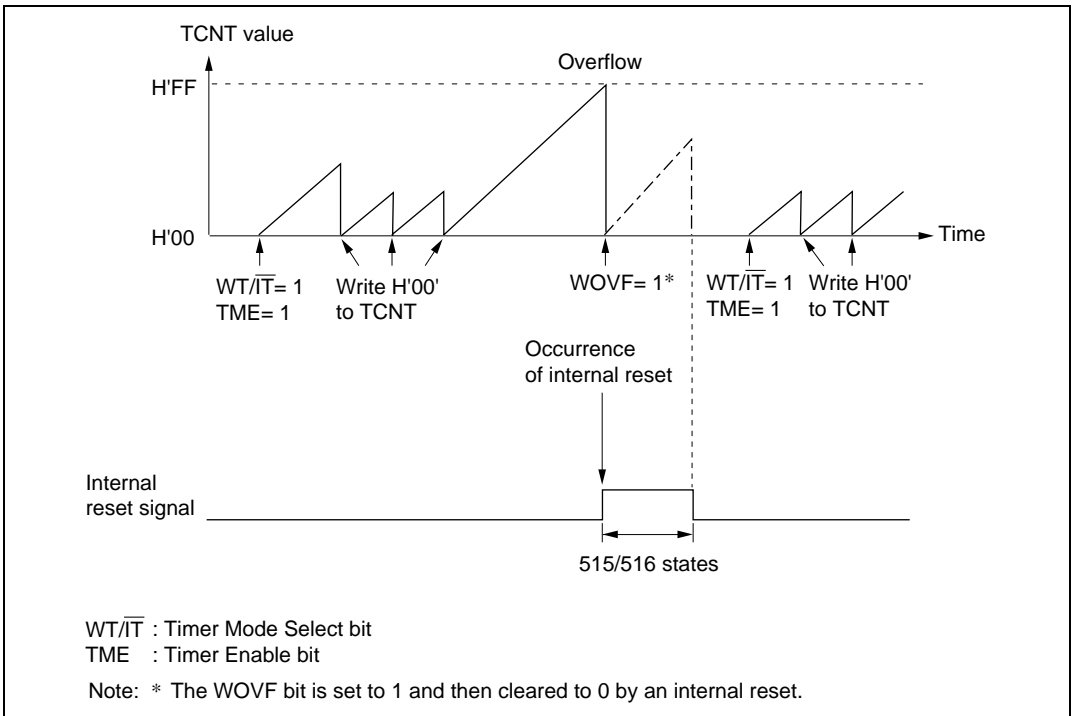 TCNT value
Overflow
H'FF
H'00
Time
WT/I̅T̅= 1
TME= 1
Write H'00'
to TCNT
WOVF= 1*
WT/I̅T̅= 1
TME= 1
Write H'00'
to TCNT
Occurrence
of internal reset
Internal
reset signal
515/516 states
WT/I̅T̅ : Timer Mode Select bit
TME : Timer Enable bit
Note: * The WOVF bit is set to 1 and then cleared to 0 by an internal reset.